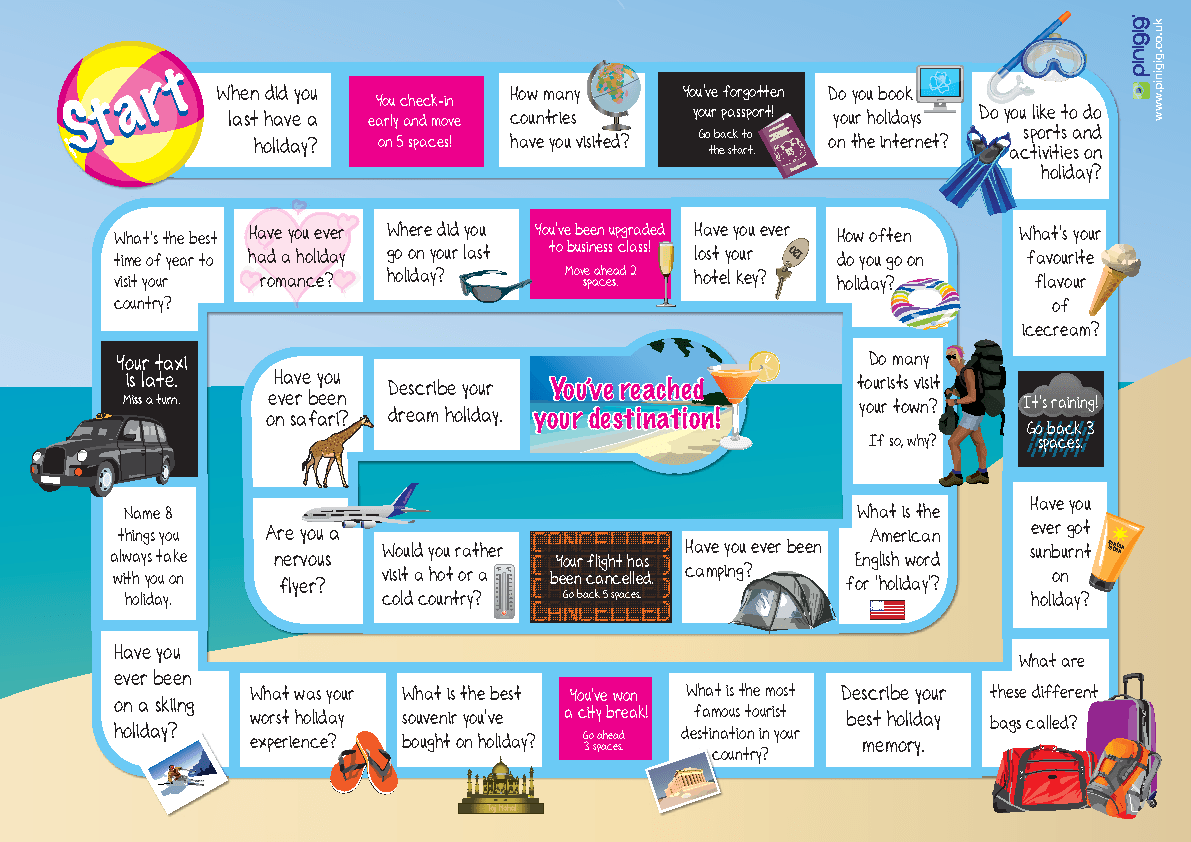 Start
When did you
last have a
holiday?
You check-in
early and move
on 5 spaces!
How many
countries
have you visited?
You've forgotten
your passport!
Go back to
the start.
Do you book
your holidays
on the internet?
Do you like to do
sports and
activities on
holiday?
What's your
favourite
flavour
of
icecream?
It's raining!
Go back 3
spaces.
Have you
ever got
sunburnt
on
holiday?
What are
these different
bags called?
Describe your
best holiday
memory.
What is the most
famous tourist
destination in your
country?
You've won
a city break!
Go ahead
3 spaces.
What is the best
souvenir you've
bought on holiday?
Taj Mahal
What was your
worst holiday
experience?
Have you
ever been
on a skiing
holiday?
Name 8
things you
always take
with you on
holiday.
Your taxi
is late.
Miss a turn.
What's the best
time of year to
visit your
country?
Have you ever
had a holiday
romance?
Where did you
go on your last
holiday?
You've been upgraded
to business class!
Move ahead 2
spaces.
Have you ever
lost your
hotel key?
How often
do you go on
holiday?
Do many
tourists visit
your town?
If so, why?
What is the
American
English word
for 'holiday'?
Have you ever been
camping?
Your flight has
been cancelled.
Go back 5 spaces.
Would you rather
visit a hot or a
cold country?
Are you a
nervous
flyer?
Have you
ever been
on safari?
Describe your
dream holiday.
You've reached
your destination!
pinigig
www.pinigig.co.uk